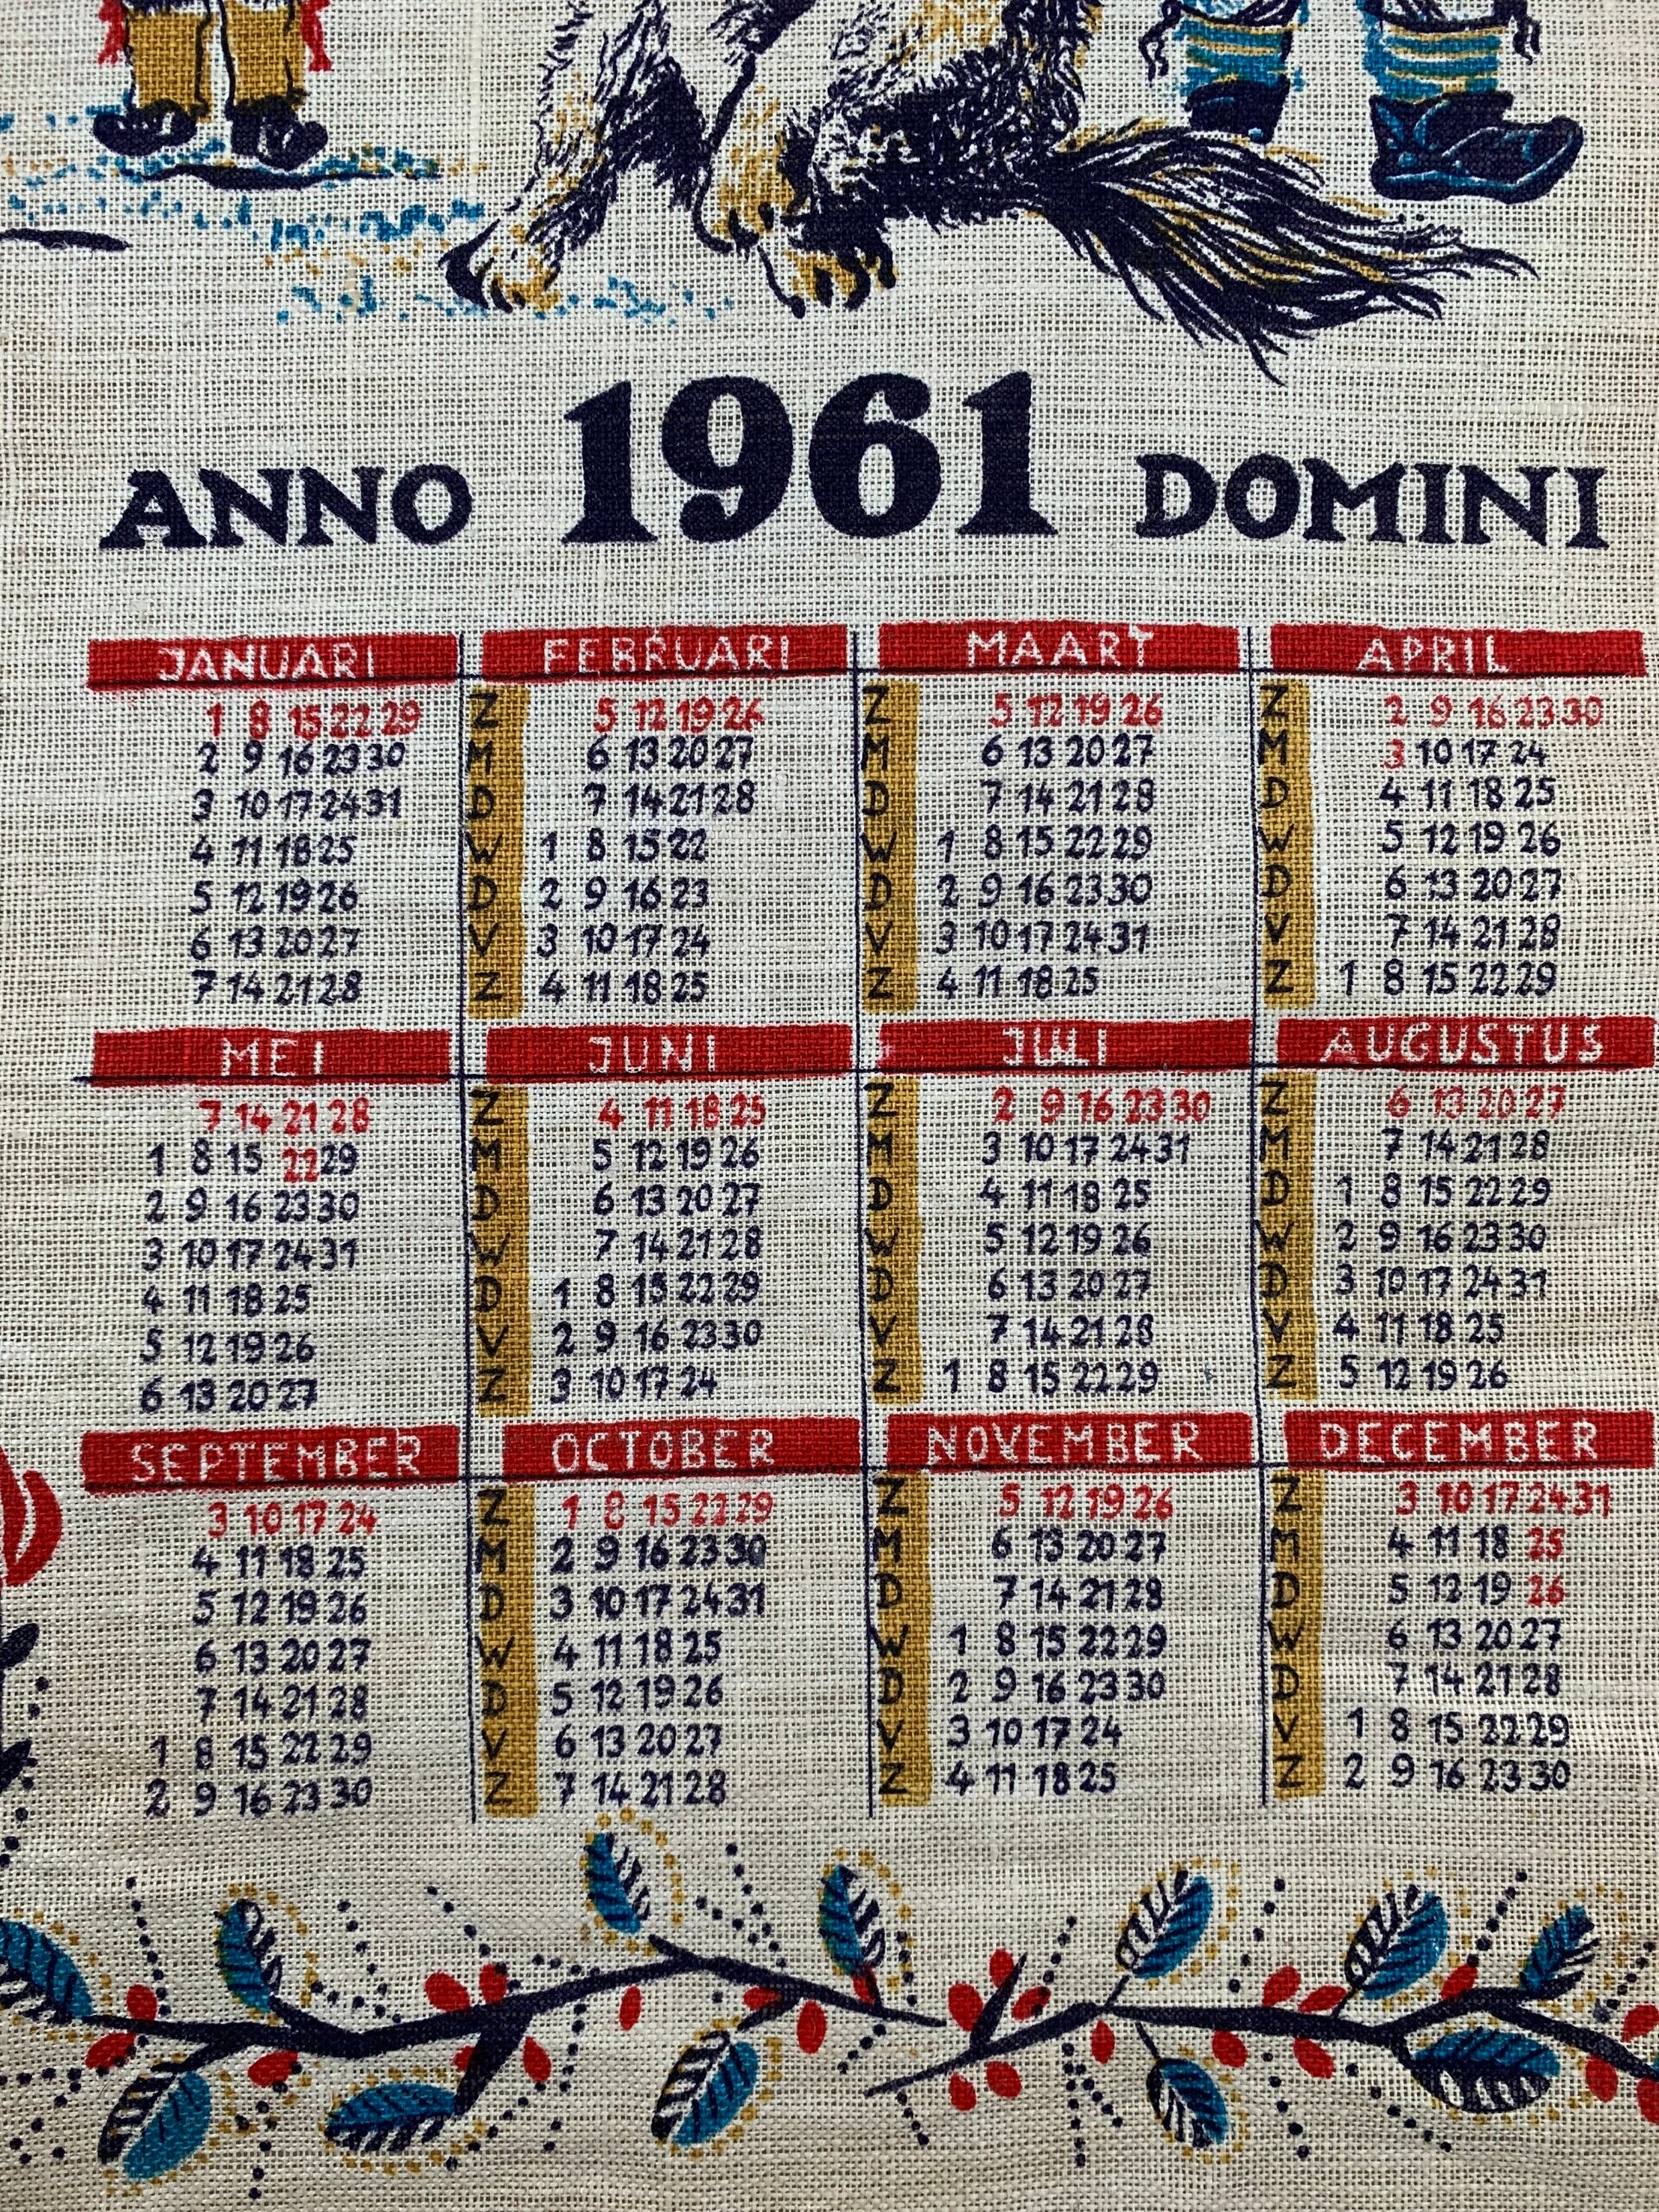 ANNO 1961 DOMINI
JANUARI FEBRUARI MAART APRIL
1 8 15 22 29 Z 5 12 19 26 Z 5 12 19 26 Z 2 9 16 23 30
2 9 16 23 30 M 6 13 20 27 M 6 13 20 27 M 3 10 17 24
3 10 17 24 31 D 7 14 21 28 D 7 14 21 28 D 4 11 18 25
4 11 18 25 W 1 8 15 22 W 1 8 15 22 29 W 5 12 19 26
5 12 19 26 D 2 9 16 23 D 2 9 16 23 30 D 6 13 20 27
6 13 20 27 V 3 10 17 24 V 3 10 17 24 31 V 7 14 21 28
7 14 21 28 Z 4 11 18 25 Z 4 11 18 25 Z 1 8 15 22 29
MEI JUNI JULI AUGUSTUS
7 14 21 28 Z 4 11 18 25 Z 2 9 16 23 30 Z 6 13 20 27
1 8 15 22 29 M 5 12 19 26 M 3 10 17 24 31 M 7 14 21 28
2 9 16 23 30 D 6 13 20 27 D 4 11 18 25 D 1 8 15 22 29
3 10 17 24 31 W 7 14 21 28 W 5 12 19 26 W 2 9 16 23 30
4 11 18 25 D 1 8 15 22 29 D 6 13 20 27 D 3 10 17 24 31
5 12 19 26 V 2 9 16 23 30 V 7 14 21 28 V 4 11 18 25
6 13 20 27 Z 3 10 17 24 Z 1 8 15 22 29 Z 5 12 19 26
SEPTEMBER OCTOBER NOVEMBER DECEMBER
3 10 17 24 Z 1 8 15 22 29 Z 5 12 19 26 Z 3 10 17 24 31
4 11 18 25 M 2 9 16 23 30 M 6 13 20 27 M 4 11 18 25
5 12 19 26 D 3 10 17 24 31 D 7 14 21 28 D 5 12 19 26
6 13 20 27 W 4 11 18 25 W 1 8 15 22 29 W 6 13 20 27
7 14 21 28 D 5 12 19 26 D 2 9 16 23 30 D 7 14 21 28
1 8 15 22 29 V 6 13 20 27 V 3 10 17 24 V 1 8 15 22 29
2 9 16 23 30 Z 7 14 21 28 Z 4 11 18 25 Z 2 9 16 23 30